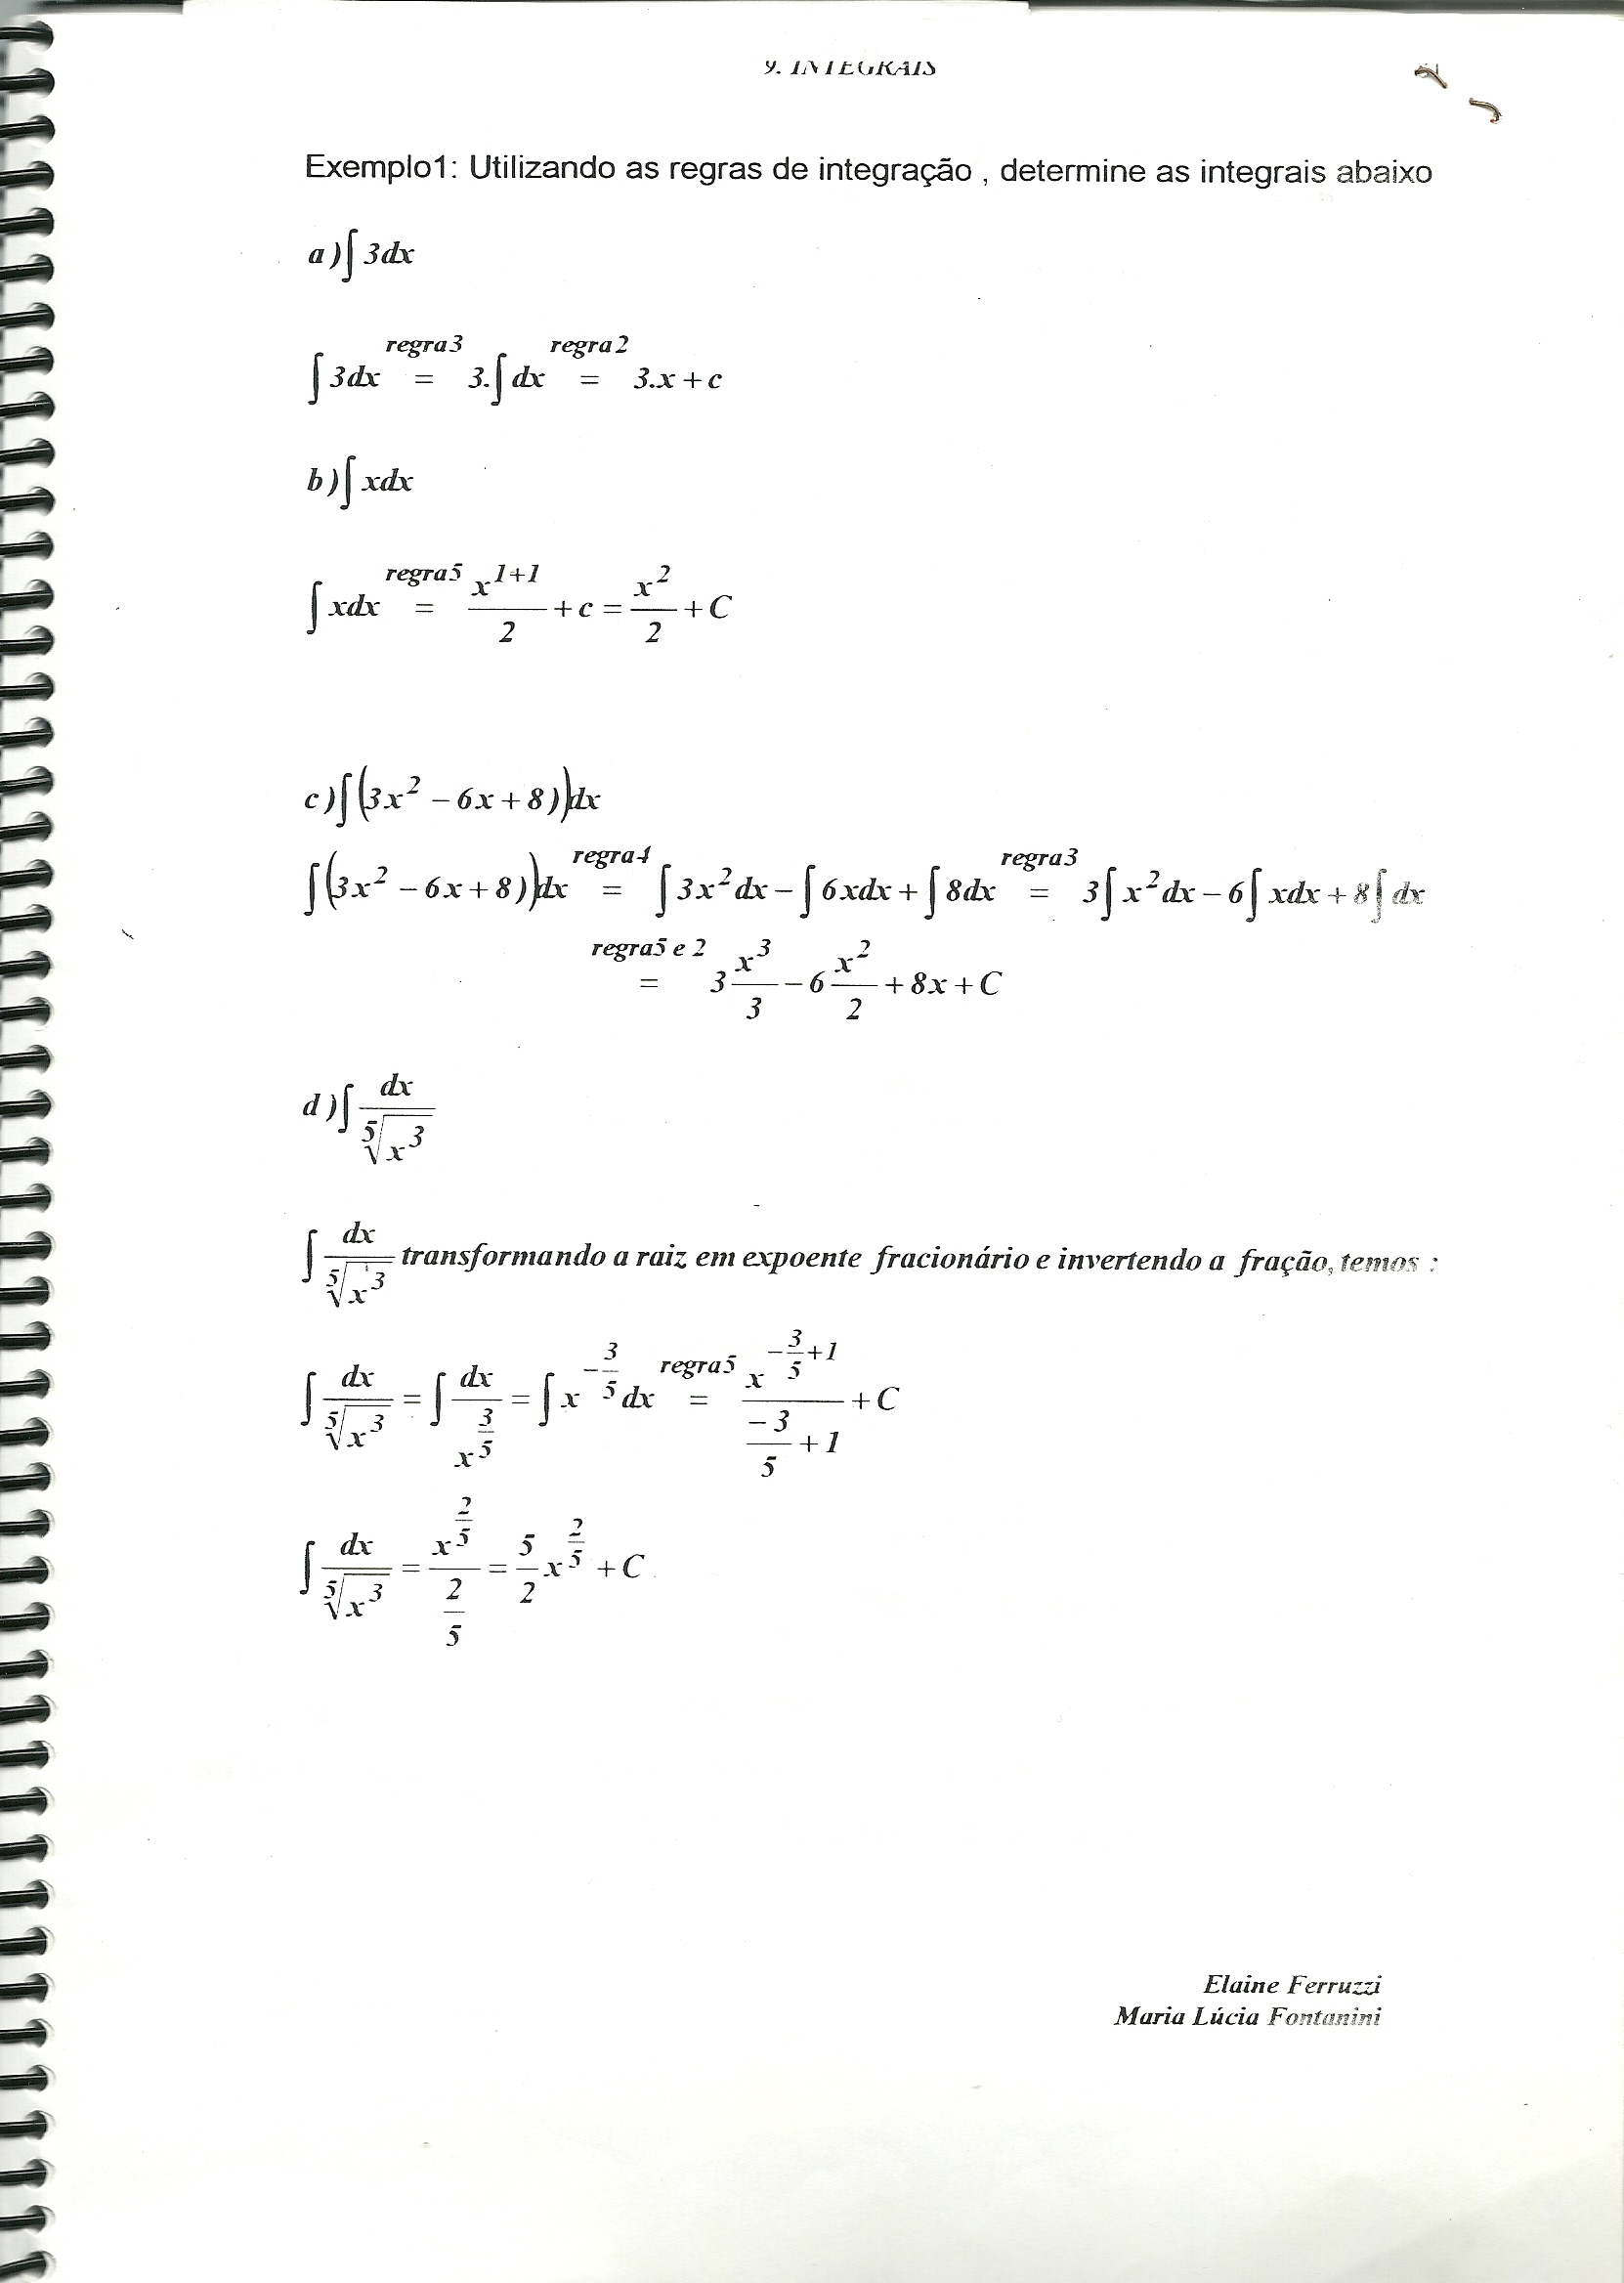 9. INTEGRAIS
Exemplo1: Utilizando as regras de integração , determine as integrais abaixo
a)∫ 3dx
∫ 3dx regra3 = 3.∫ dx regra2 = 3.x + c
b)∫ xdx
∫ xdx regra5 = x^{1+1}/2 + c = x^2/2 + C
c)∫(3x^2 − 6x + 8))dx
∫(3x^2 − 6x + 8))dx regra4 = ∫ 3x^2 dx − ∫ 6xdx + ∫ 8dx regra3 = 3∫ x^2 dx − 6∫ xdx + 8∫ dx
regra5 e 2 = 3 x^3/3 − 6 x^2/2 + 8x + C
d)∫ dx/⁵√x^3
∫ dx/⁵√x^3 transformando a raiz em expoente fracionário e invertendo a fração, temos :
∫ dx/⁵√x^3 = ∫ dx/x^{3/5} = ∫ x^{−3/5} dx regra5 = x^{−3/5+1}/(−3/5 + 1) + C
∫ dx/⁵√x^3 = x^{2/5}/(2/5) = 5/2 x^{2/5} + C
Elaine Ferruzzi
Maria Lúcia Fontanini